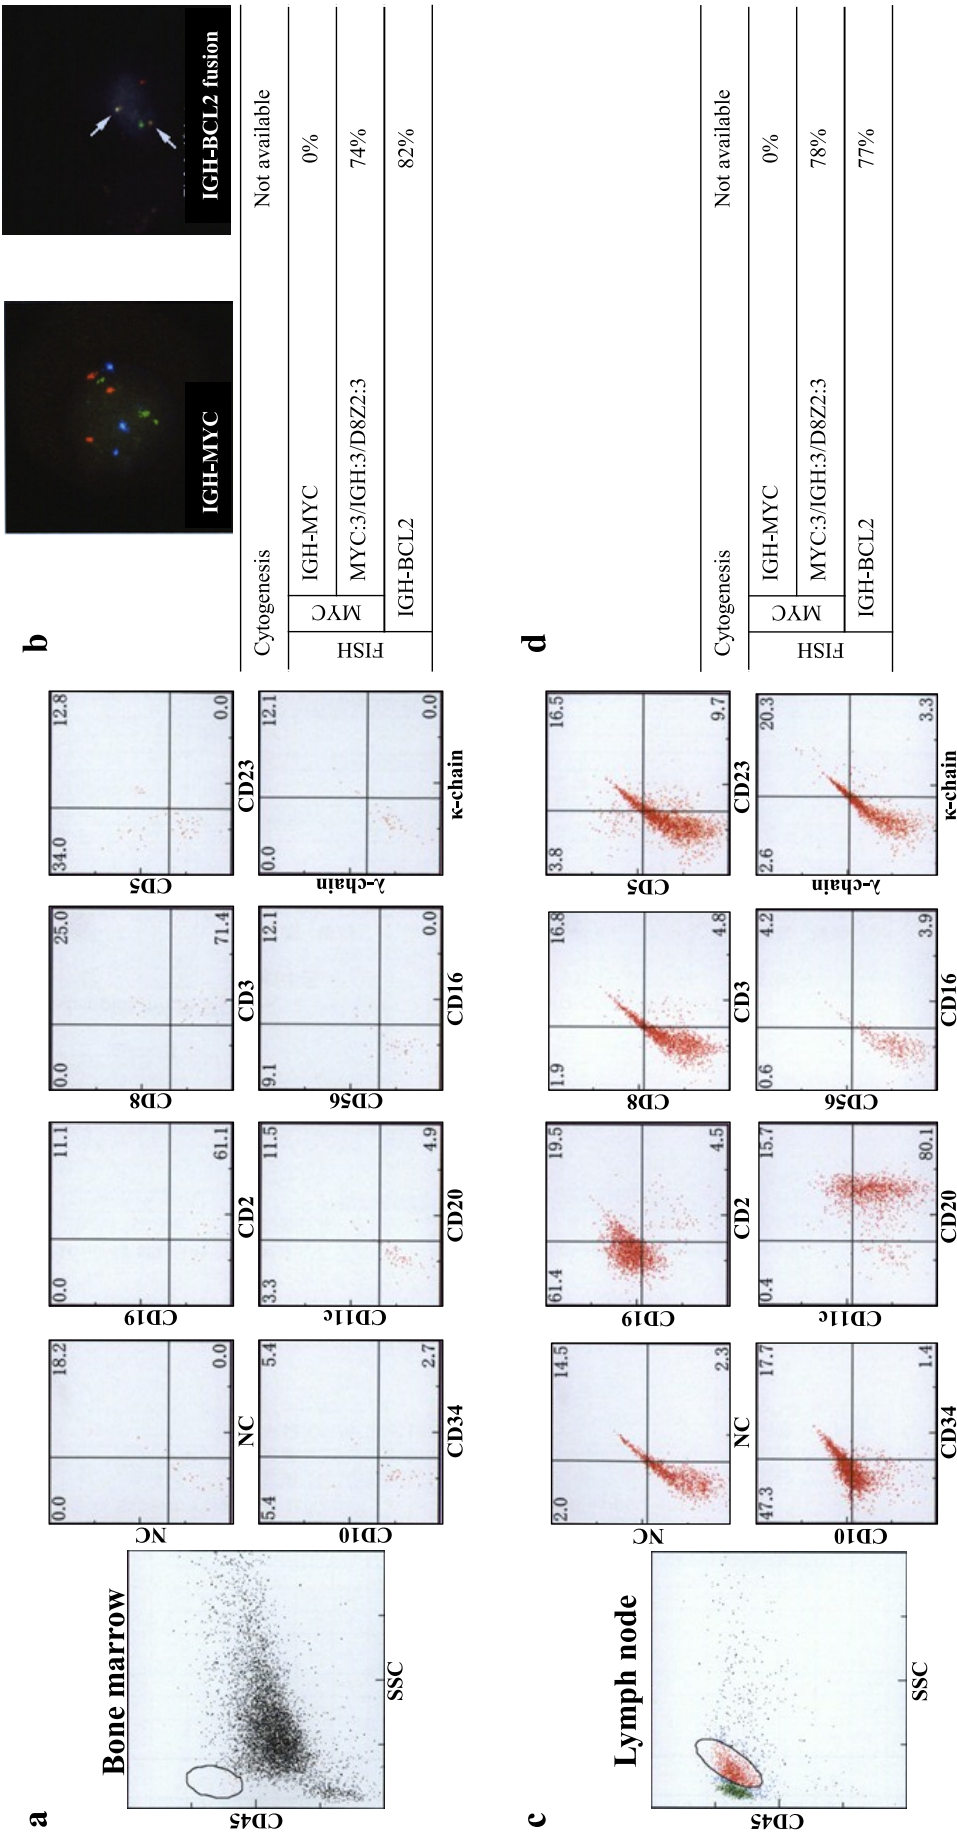 a
Bone marrow
CD45
SSC
0.0 18.2
0.0
NC
NC
0.0 11.1
61.1
CD19
CD2
0.0 25.0
71.4
CD8
CD3
34.0 12.8
0.0
CD5
CD23
5.4 5.4
2.7
CD10
CD34
3.3 11.5
4.9
CD11c
CD20
9.1 12.1
0.0
CD56
CD16
0.0 12.1
0.0
λ-chain
κ-chain
b
IGH-MYC
IGH-BCL2 fusion
Cytogenesis Not available
FISH
MYC
IGH-MYC 0%
MYC:3/IGH:3/D8Z2:3 74%
IGH-BCL2 82%
c
Lymph node
CD45
SSC
2.0 14.5
2.3
NC
NC
61.4 19.5
4.5
CD19
CD2
1.9 16.8
4.8
CD8
CD3
3.8 16.5
9.7
CD5
CD23
47.3 17.7
1.4
CD10
CD34
0.4 15.7
80.1
CD11c
CD20
0.6 4.2
3.9
CD56
CD16
2.6 20.3
3.3
λ-chain
κ-chain
d
Cytogenesis Not available
FISH
MYC
IGH-MYC 0%
MYC:3/IGH:3/D8Z2:3 78%
IGH-BCL2 77%